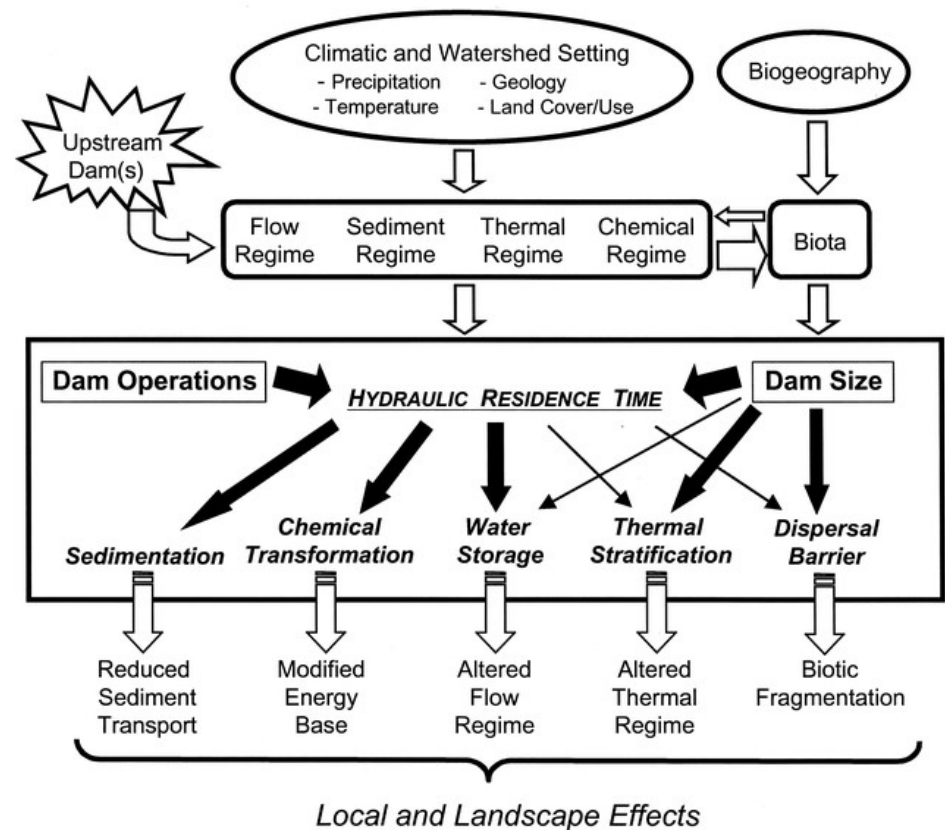 Climatic and Watershed Setting
- Precipitation - Geology
- Temperature - Land Cover/Use
Biogeography
Upstream
Dam(s)
Flow
Regime
Sediment
Regime
Thermal
Regime
Chemical
Regime
Biota
Dam Operations
HYDRAULIC RESIDENCE TIME
Dam Size
Sedimentation
Chemical
Transformation
Water
Storage
Thermal
Stratification
Dispersal
Barrier
Reduced
Sediment
Transport
Modified
Energy
Base
Altered
Flow
Regime
Altered
Thermal
Regime
Biotic
Fragmentation
Local and Landscape Effects